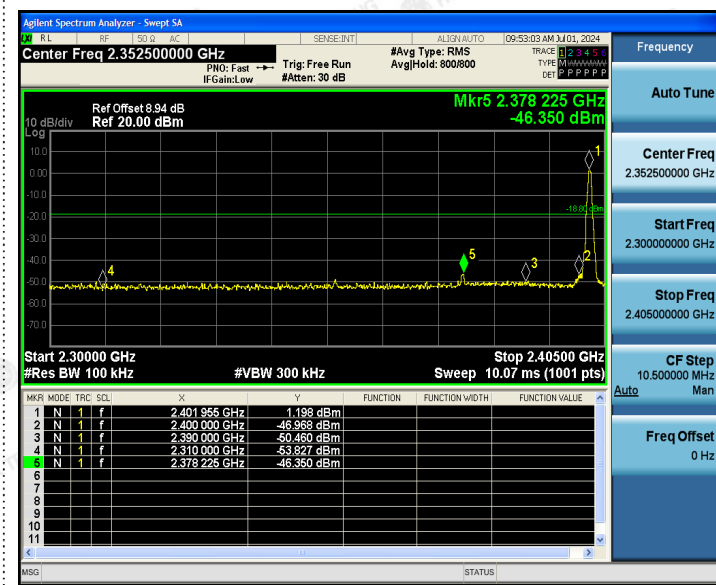 Agilent Spectrum Analyzer - Swept SA
LXI RL RF 50 Ω AC SENSE:INT ALIGN AUTO 09:53:03 AM Jul 01, 2024
Center Freq 2.352500000 GHz
PNO: Fast
IFGain:Low
Trig: Free Run
#Atten: 30 dB
#Avg Type: RMS
Avg|Hold: 800/800
TRACE 1 2 3 4 5 6
TYPE M W W W W W
DET P P P P P P
Frequency
Mkr5 2.378 225 GHz
-46.350 dBm
Ref Offset 8.94 dB
10 dB/div Ref 20.00 dBm
Log
10.0
0.00
-10.0
-20.0
-30.0
-40.0
-50.0
-60.0
-70.0
-18.80 dBm
1
2
3
4
5
Start 2.30000 GHz Stop 2.40500 GHz
#Res BW 100 kHz #VBW 300 kHz Sweep 10.07 ms (1001 pts)
MKR MODE TRC SCL X Y FUNCTION FUNCTION WIDTH FUNCTION VALUE
1 N 1 f 2.401 955 GHz 1.198 dBm
2 N 1 f 2.400 000 GHz -46.968 dBm
3 N 1 f 2.390 000 GHz -50.460 dBm
4 N 1 f 2.310 000 GHz -53.827 dBm
5 N 1 f 2.378 225 GHz -46.350 dBm
6
7
8
9
10
11
MSG STATUS
Auto Tune
Center Freq
2.352500000 GHz
Start Freq
2.300000000 GHz
Stop Freq
2.405000000 GHz
CF Step
10.500000 MHz
Auto Man
Freq Offset
0 Hz